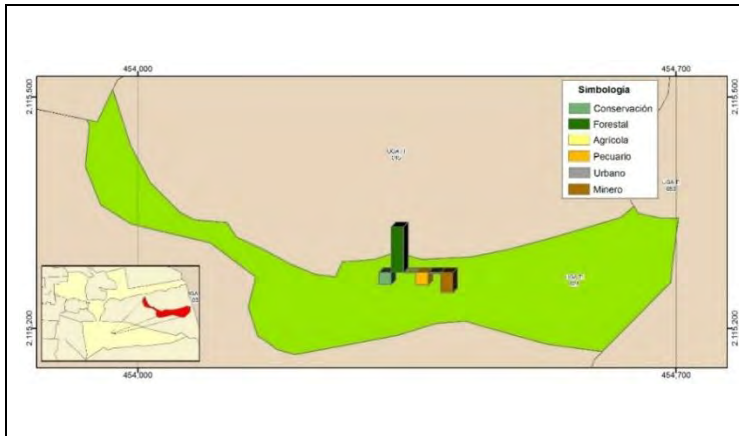 454,000
454,700
2,115,500
2,115,500
Simbología
Conservación
Forestal
Agrícola
Pecuario
Urbano
Minero
2,115,200
2,115,200
454,000
454,700